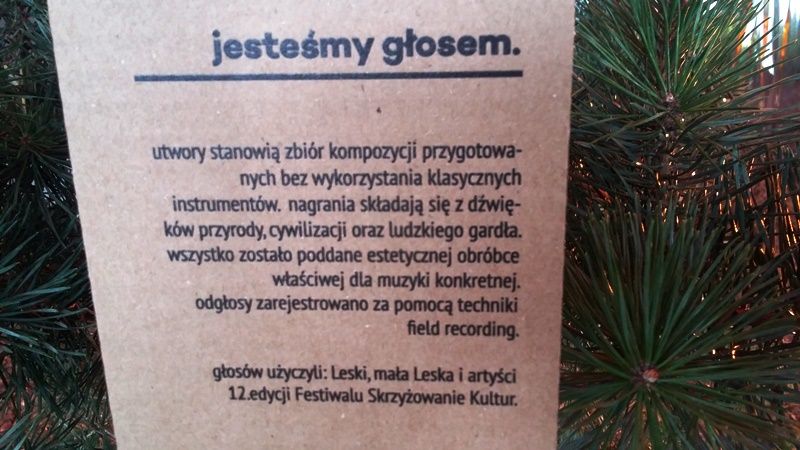 jesteśmy głosem.
utwory stanowią zbiór kompozycji przygotowa-
nych bez wykorzystania klasycznych
instrumentów. nagrania składają się z dźwię-
ków przyrody, cywilizacji oraz ludzkiego gardła.
wszystko zostało poddane estetycznej obróbce
właściwej dla muzyki konkretnej.
odgłosy zarejestrowano za pomocą techniki
field recording.
głosów użyczyli: Leski, mała Leska i artyści
12.edycji Festiwalu Skrzyżowanie Kultur.